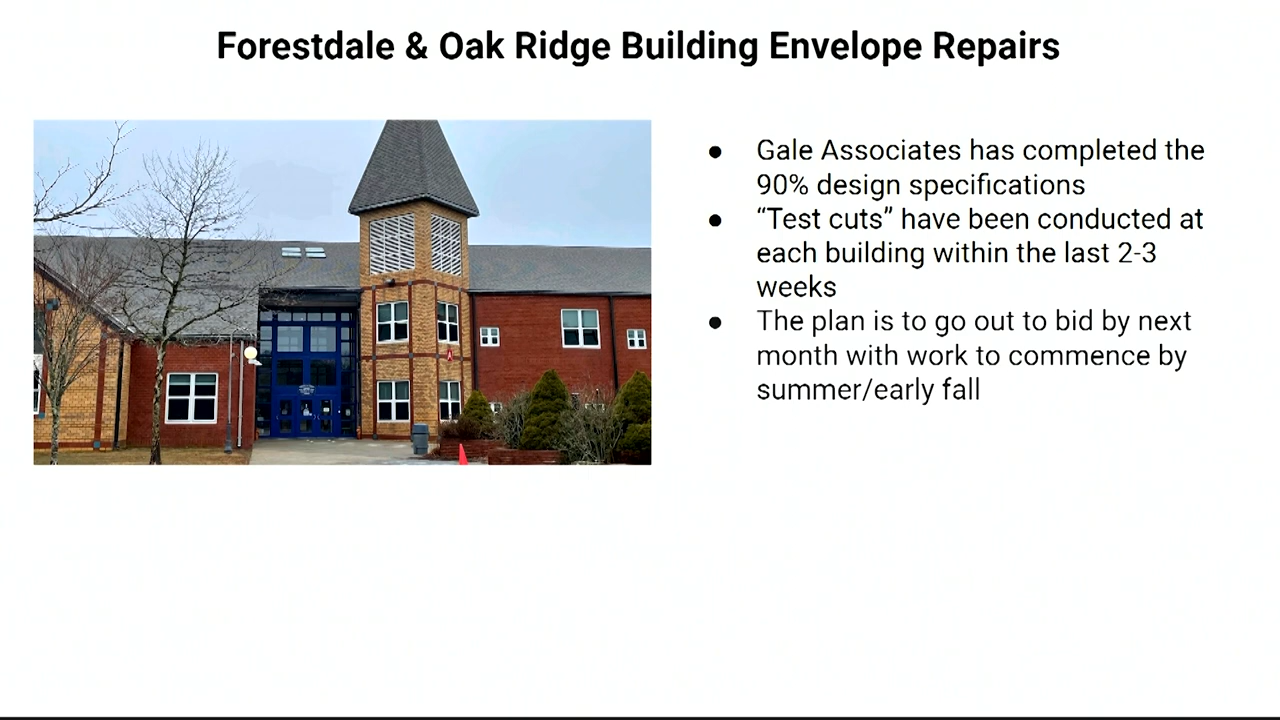 Forestdale & Oak Ridge Building Envelope Repairs
● Gale Associates has completed the
90% design specifications
● “Test cuts” have been conducted at
each building within the last 2-3
weeks
● The plan is to go out to bid by next
month with work to commence by
summer/early fall